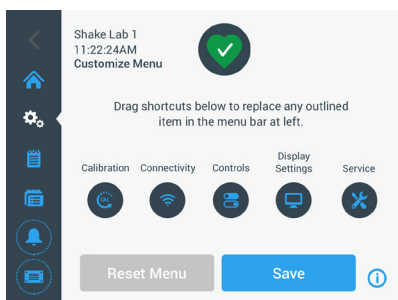 Shake Lab 1
11:22:24AM
Customize Menu
Drag shortcuts below to replace any outlined
item in the menu bar at left.
Calibration
Connectivity
Controls
Display
Settings
Service
CAL
Reset Menu
Save